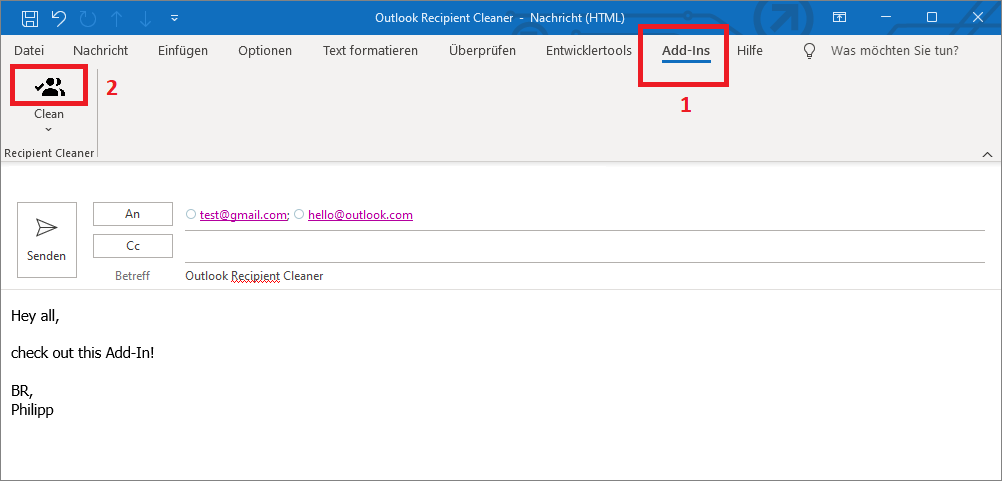 Outlook Recipient Cleaner - Nachricht (HTML)
Datei Nachricht Einfügen Optionen Text formatieren Überprüfen Entwicklertools Add-Ins Hilfe Was möchten Sie tun?
2
1
Clean
Recipient Cleaner
An test@gmail.com; hello@outlook.com
Senden
Cc
Betreff Outlook Recipient Cleaner
Hey all,
check out this Add-In!
BR,
Philipp